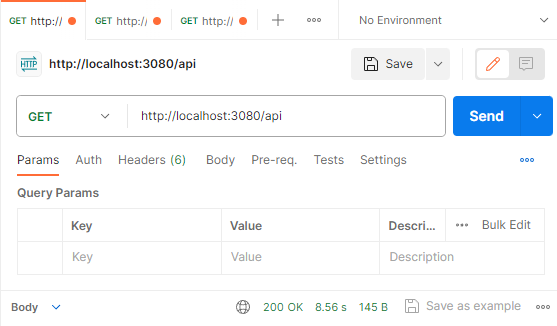 GET http:// GET http:// GET http:// No Environment
HTTP http://localhost:3080/api Save
GET http://localhost:3080/api Send
Params Auth Headers (6) Body Pre-req. Tests Settings
Query Params
Key Value Descri... Bulk Edit
Key Value Description
Body 200 OK 8.56 s 145 B Save as example